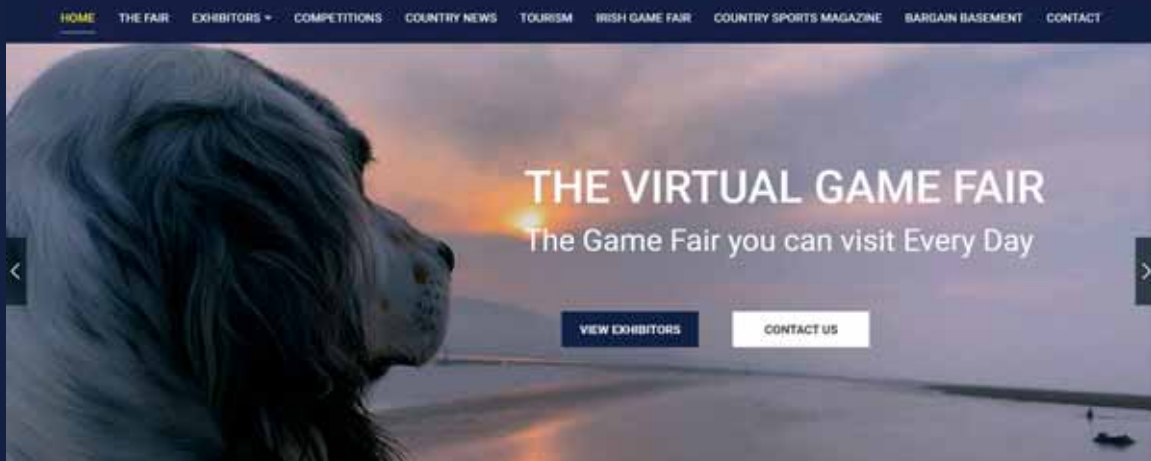 HOME THE FAIR EXHIBITORS COMPETITIONS COUNTRY NEWS TOURISM IRISH GAME FAIR COUNTRY SPORTS MAGAZINE BARGAIN BASEMENT CONTACT
THE VIRTUAL GAME FAIR
The Game Fair you can visit Every Day
VIEW EXHIBITORS CONTACT US